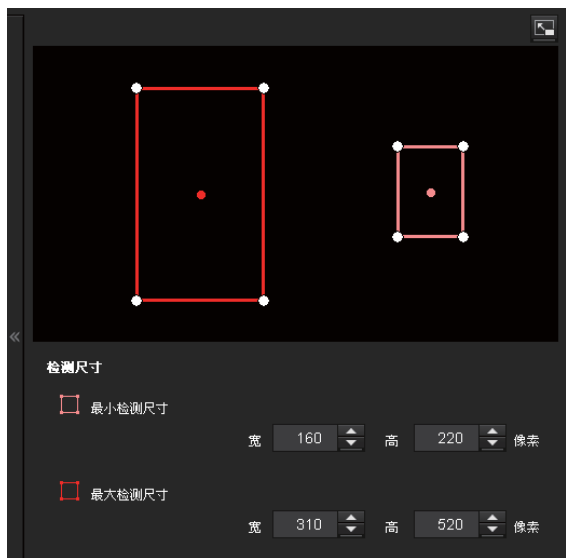 检测尺寸
最小检测尺寸
宽 160 高 220 像素
最大检测尺寸
宽 310 高 520 像素